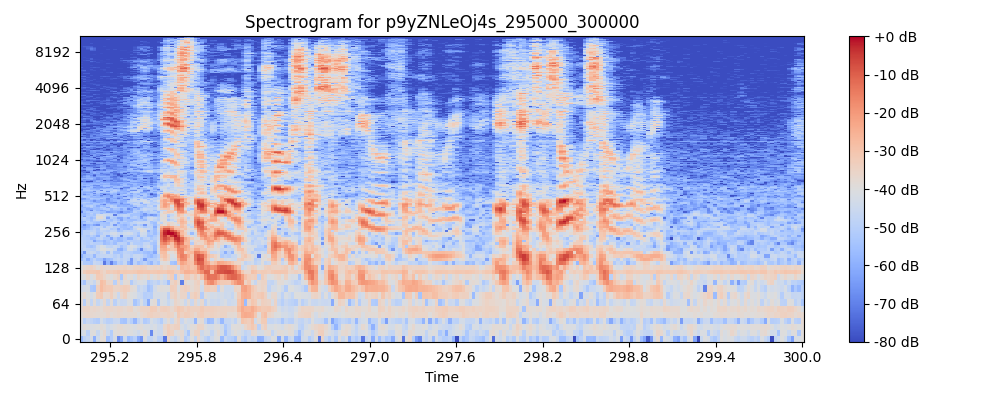 Spectrogram for p9yZNLeOj4s_295000_300000
Hz
8192
4096
2048
1024
512
256
128
64
0
295.2 295.8 296.4 297.0 297.6 298.2 298.8 299.4 300.0
Time
+0 dB
-10 dB
-20 dB
-30 dB
-40 dB
-50 dB
-60 dB
-70 dB
-80 dB